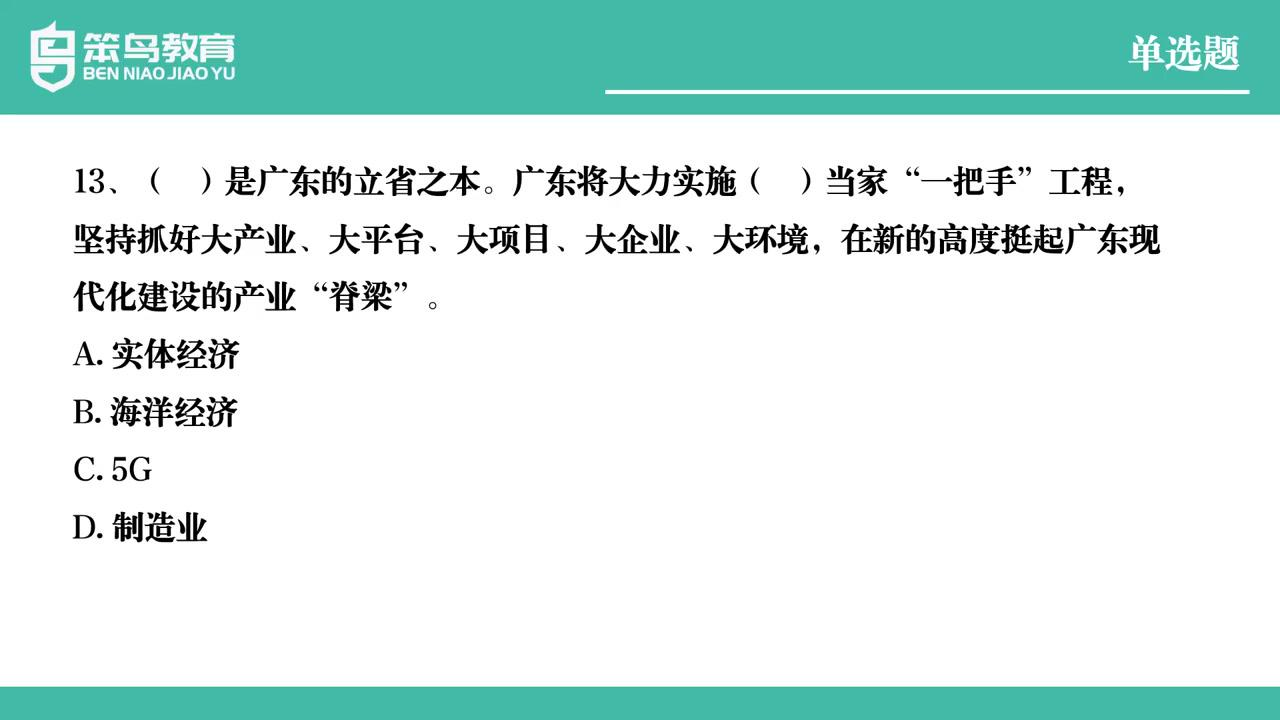 笨鸟教育
BEN NIAO JIAO YU
单选题
13、（ ）是广东的立省之本。广东将大力实施（ ）当家“一把手”工程，
坚持抓好大产业、大平台、大项目、大企业、大环境，在新的高度挺起广东现
代化建设的产业“脊梁”。
A. 实体经济
B. 海洋经济
C. 5G
D. 制造业